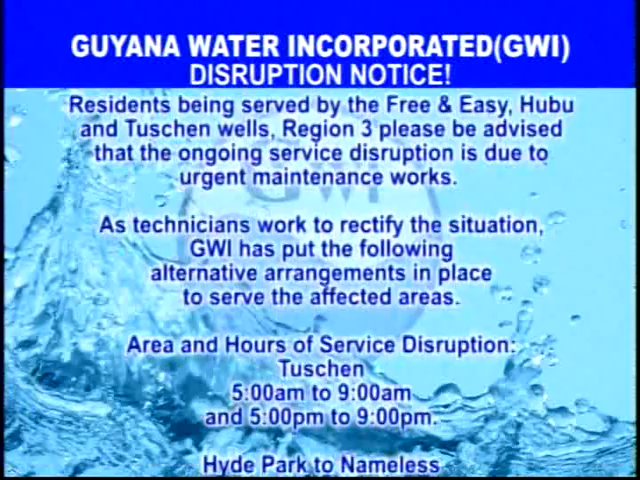 GUYANA WATER INCORPORATED(GWI)
DISRUPTION NOTICE!
Residents being served by the Free & Easy, Hubu
and Tuschen wells, Region 3 please be advised
that the ongoing service disruption is due to
urgent maintenance works.
As technicians work to rectify the situation,
GWI has put the following
alternative arrangements in place
to serve the affected areas.
Area and Hours of Service Disruption:
Tuschen
5:00am to 9:00am
and 5:00pm to 9:00pm.
Hyde Park to Nameless
GWI